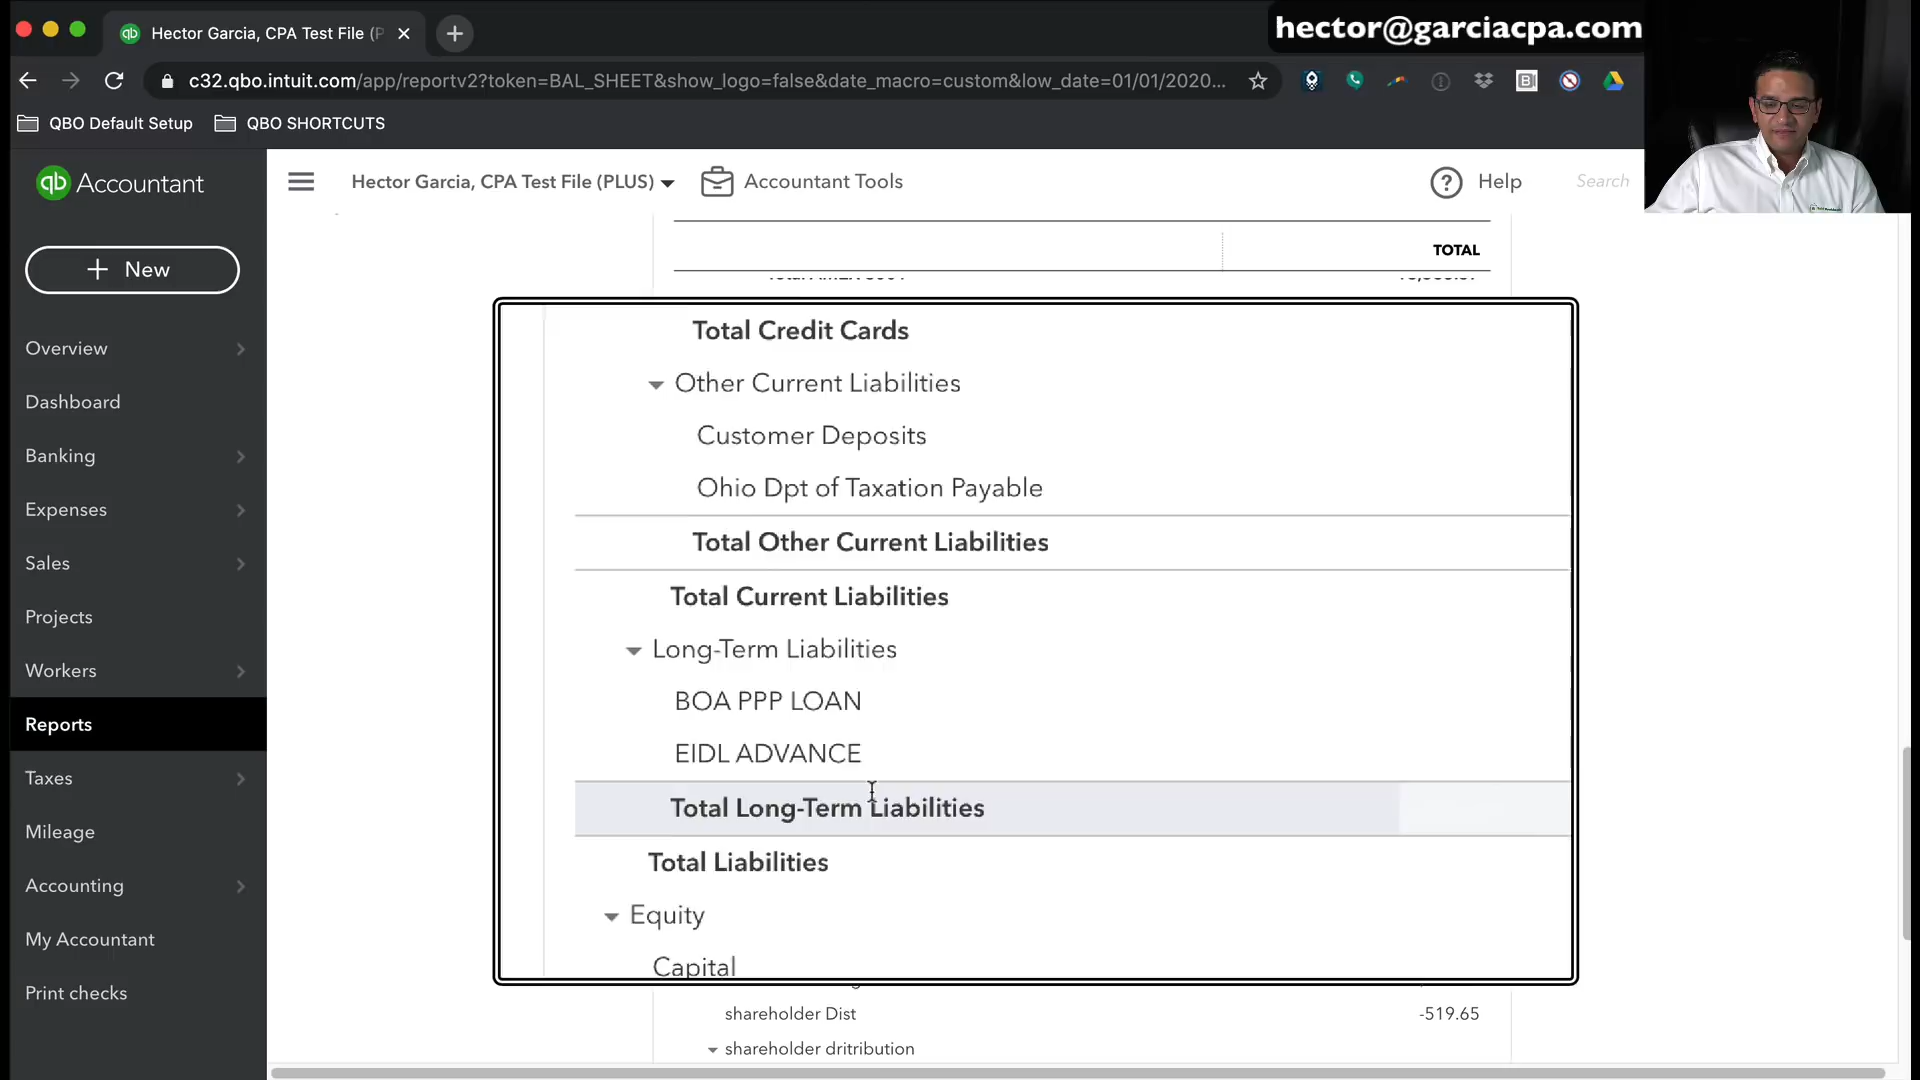 hector@garciacpa.com
Hector Garcia, CPA Test File (P
c32.qbo.intuit.com/app/reportv2?token=BAL_SHEET&show_logo=false&date_macro=custom&low_date=01/01/2020...
QBO Default Setup
QBO SHORTCUTS
qb Accountant
Hector Garcia, CPA Test File (PLUS)
Accountant Tools
Help
Search
+ New
Overview
Dashboard
Banking
Expenses
Sales
Projects
Workers
Reports
Taxes
Mileage
Accounting
My Accountant
Print checks
TOTAL
Total Credit Cards
Other Current Liabilities
Customer Deposits
Ohio Dpt of Taxation Payable
Total Other Current Liabilities
Total Current Liabilities
Long-Term Liabilities
BOA PPP LOAN
EIDL ADVANCE
Total Long-Term Liabilities
Total Liabilities
Equity
Capital
shareholder Dist -519.65
shareholder dritribution